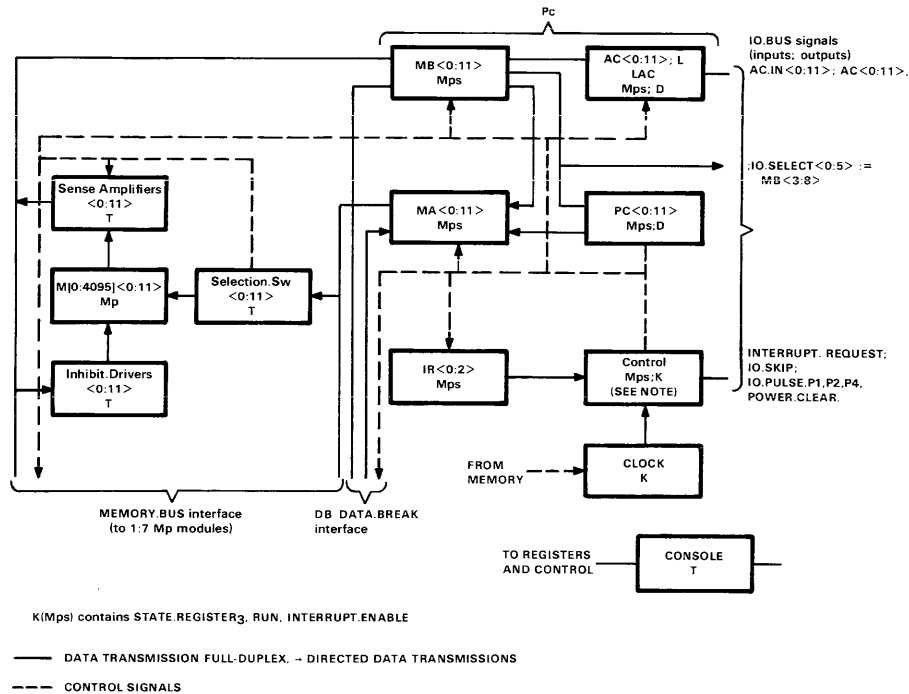 Pc
MB<0:11>
Mps
AC<0:11>; L
LAC
Mps; D
IO.BUS signals
(inputs; outputs)
AC.IN<0:11>; AC<0:11>,
;IO.SELECT<0:5> :=
MB<3:8>
Sense Amplifiers
<0:11>
T
MA<0:11>
Mps
PC<0:11>
Mps;D
M[0:4095]<0:11>
Mp
Selection.Sw
<0:11>
T
Inhibit.Drivers
<0:11>
T
IR<0:2>
Mps
Control
Mps;K
(SEE NOTE)
INTERRUPT. REQUEST;
IO.SKIP;
IO.PULSE.P1,P2,P4,
POWER.CLEAR.
FROM
MEMORY
CLOCK
K
MEMORY.BUS interface
(to 1:7 Mp modules)
DB DATA.BREAK
interface
TO REGISTERS
AND CONTROL
CONSOLE
T
K(Mps) contains STATE.REGISTER3, RUN, INTERRUPT.ENABLE
DATA TRANSMISSION FULL-DUPLEX, → DIRECTED DATA TRANSMISSIONS
CONTROL SIGNALS